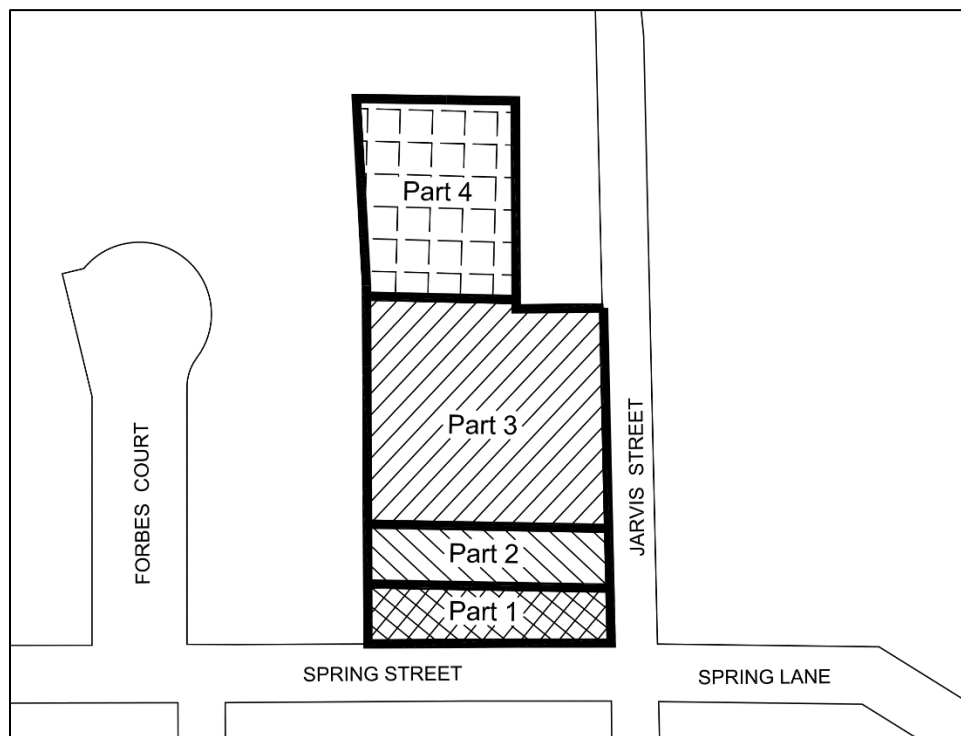 Part 4
Part 3
Part 2
Part 1
FORBES COURT
JARVIS STREET
SPRING STREET
SPRING LANE